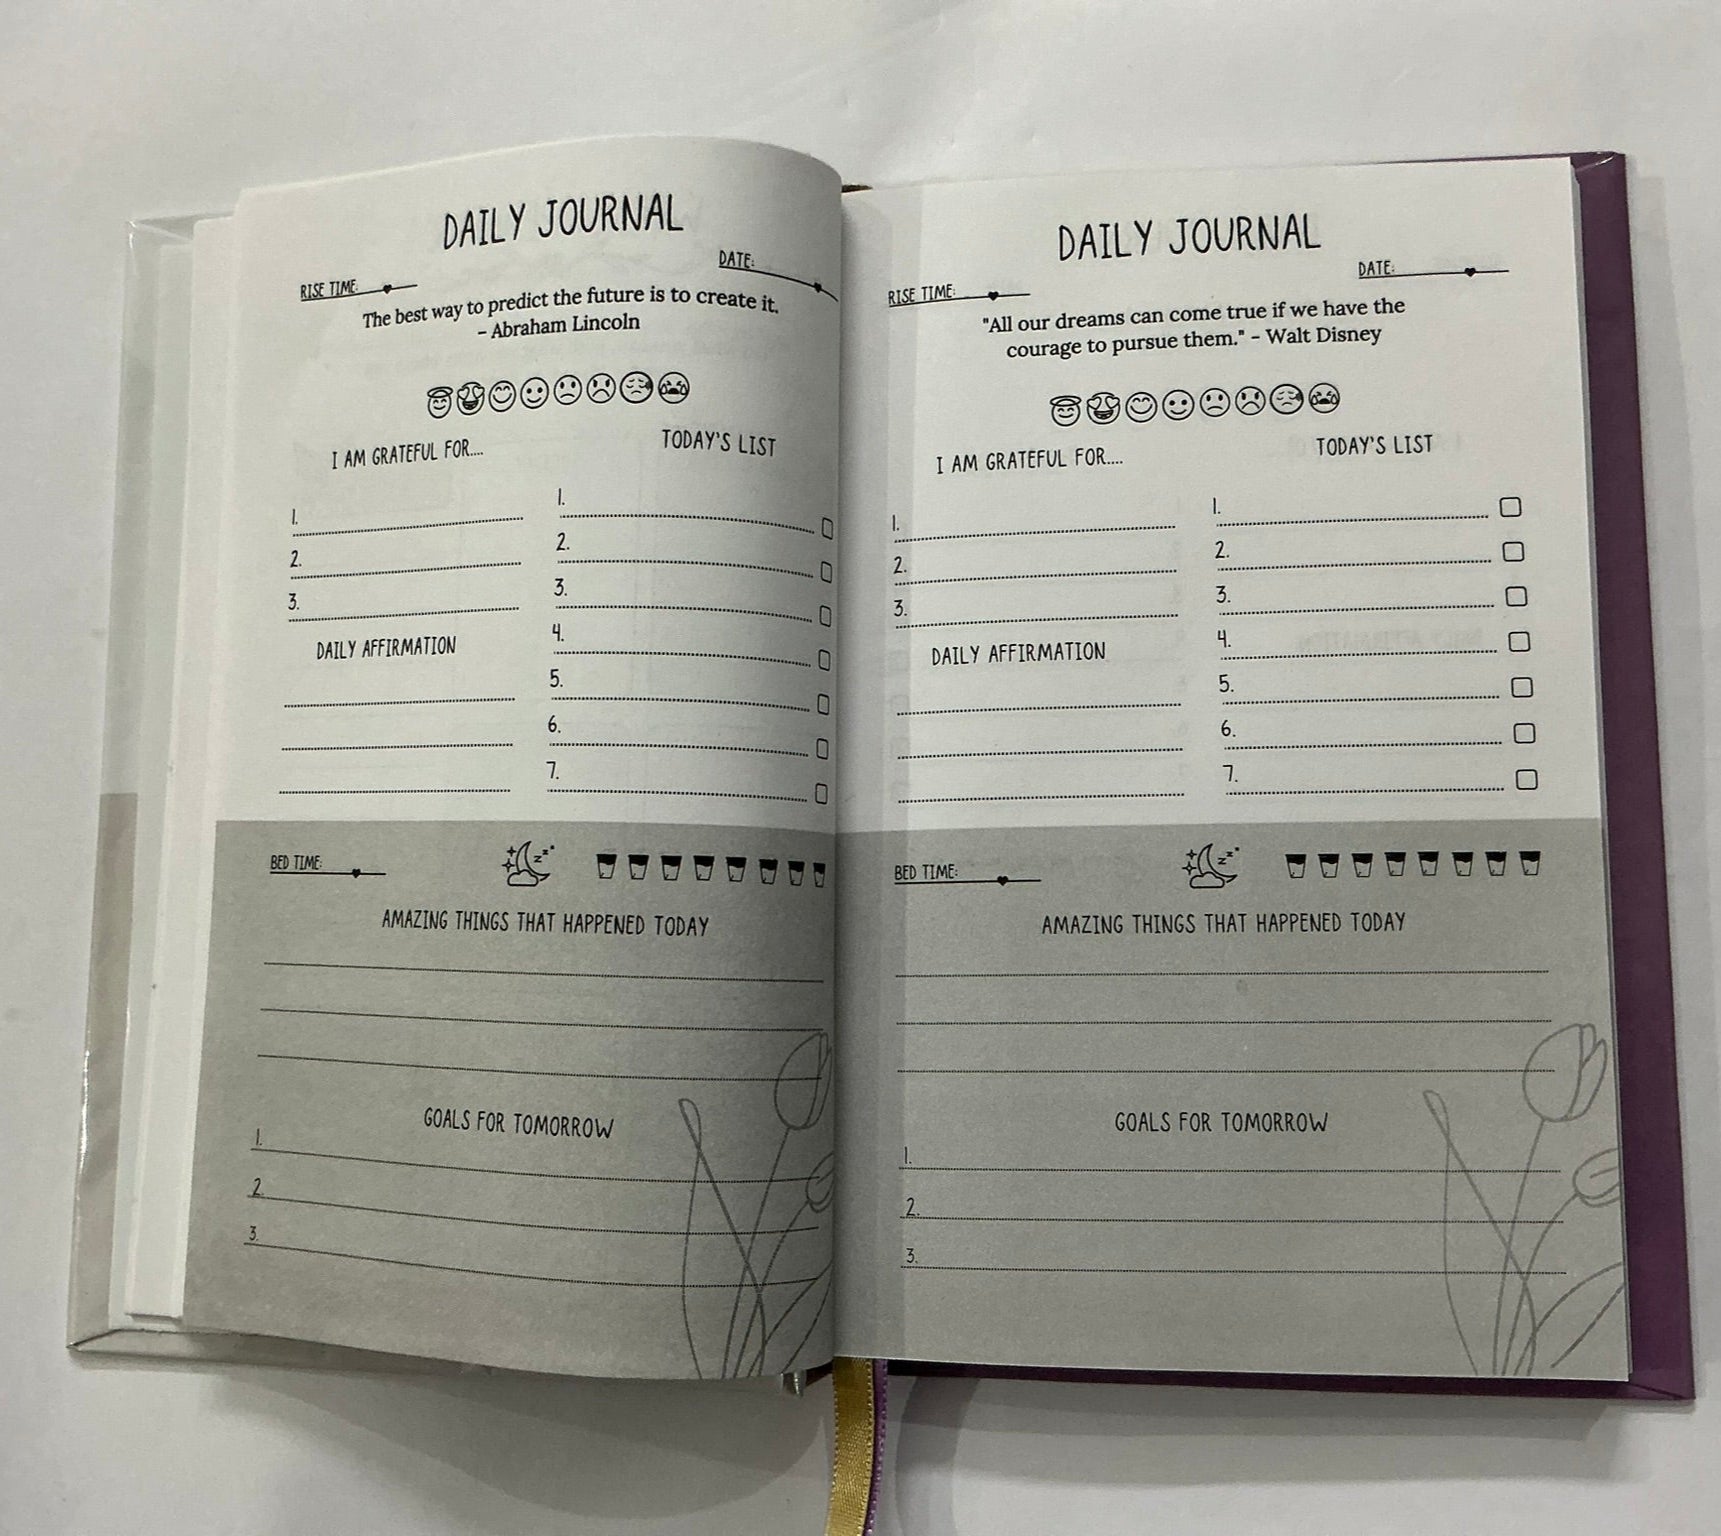 DAILY JOURNAL
DATE:
RISE TIME:
The best way to predict the future is to create it.
- Abraham Lincoln
I AM GRATEFUL FOR....
1.
2.
3.
DAILY AFFIRMATION
TODAY'S LIST
1.
2.
3.
4.
5.
6.
7.
BED TIME:
z z z
AMAZING THINGS THAT HAPPENED TODAY
GOALS FOR TOMORROW
1.
2.
3.
DAILY JOURNAL
DATE:
RISE TIME:
"All our dreams can come true if we have the
courage to pursue them." - Walt Disney
I AM GRATEFUL FOR....
1.
2.
3.
DAILY AFFIRMATION
TODAY'S LIST
1.
2.
3.
4.
5.
6.
7.
BED TIME:
z z z
AMAZING THINGS THAT HAPPENED TODAY
GOALS FOR TOMORROW
1.
2.
3.